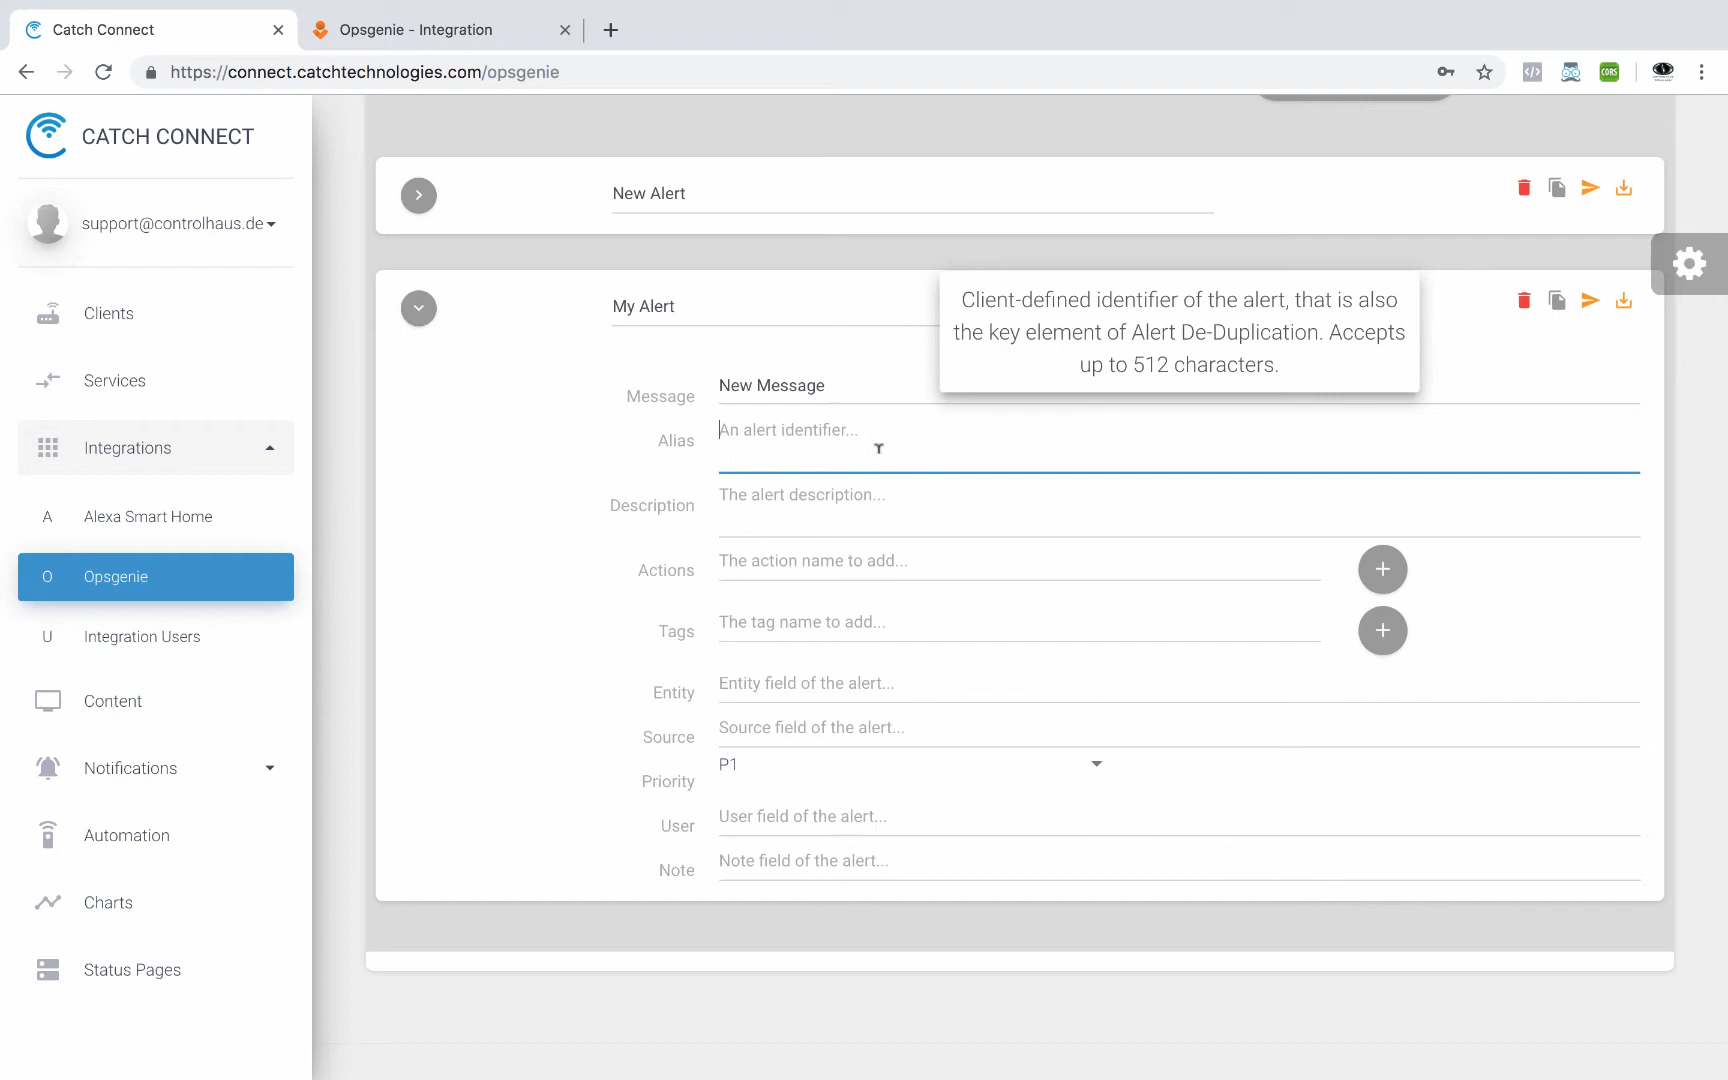 Catch Connect
Opsgenie - Integration
https://connect.catchtechnologies.com/opsgenie
CORS
CATCH CONNECT
support@controlhaus.de
Clients
Services
Integrations
A Alexa Smart Home
O Opsgenie
U Integration Users
Content
Notifications
Automation
Charts
Status Pages
New Alert
My Alert
Client-defined identifier of the alert, that is also
the key element of Alert De-Duplication. Accepts
up to 512 characters.
Message New Message
Alias An alert identifier...
Description The alert description...
Actions The action name to add...
Tags The tag name to add...
Entity Entity field of the alert...
Source Source field of the alert...
Priority P1
User User field of the alert...
Note Note field of the alert...